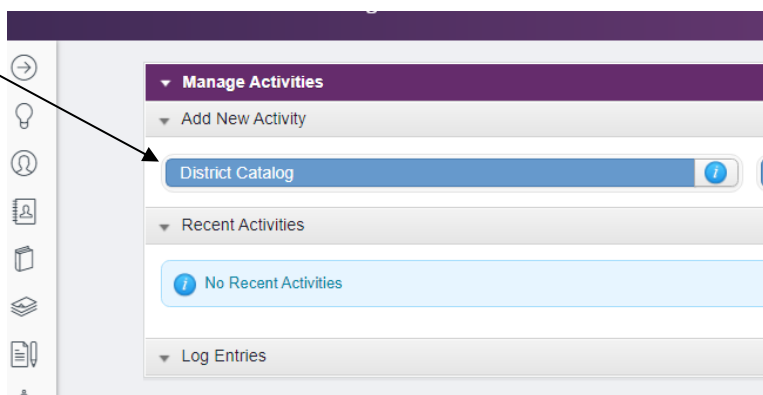 Manage Activities
Add New Activity
District Catalog
Recent Activities
No Recent Activities
Log Entries